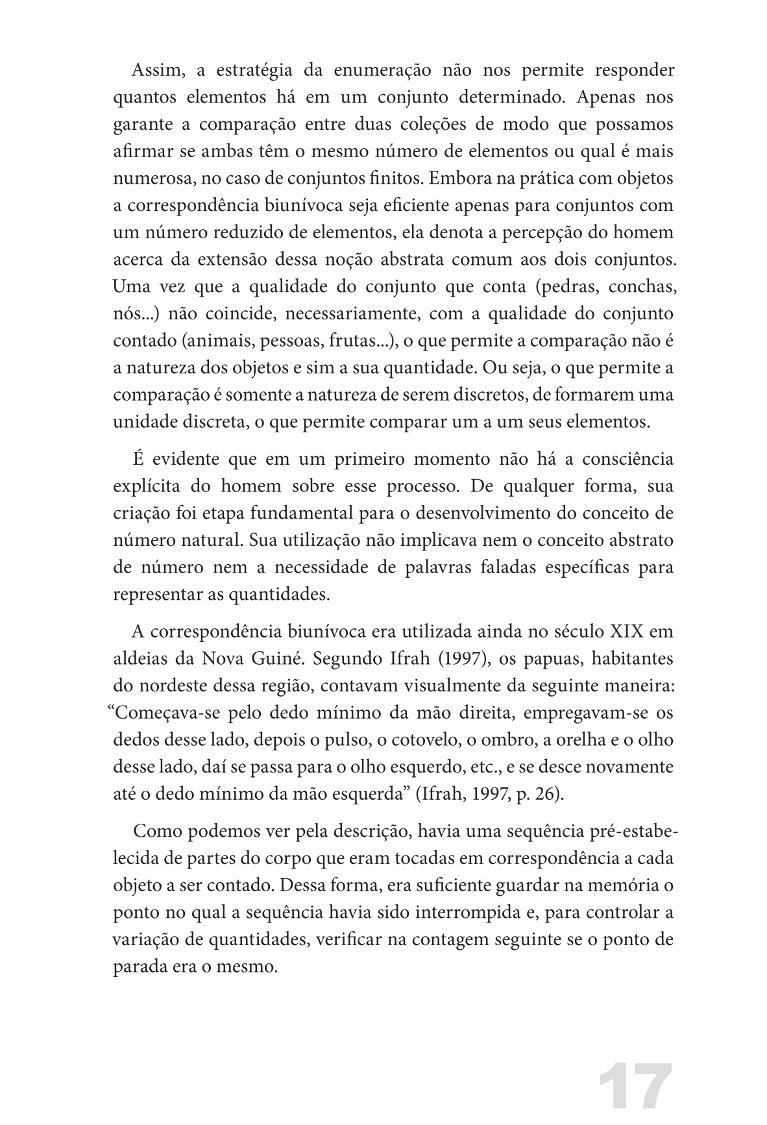 Assim, a estratégia da enumeração não nos permite responder
quantos elementos há em um conjunto determinado. Apenas nos
garante a comparação entre duas coleções de modo que possamos
afirmar se ambas têm o mesmo número de elementos ou qual é mais
numerosa, no caso de conjuntos finitos. Embora na prática com objetos
a correspondência biunívoca seja eficiente apenas para conjuntos com
um número reduzido de elementos, ela denota a percepção do homem
acerca da extensão dessa noção abstrata comum aos dois conjuntos.
Uma vez que a qualidade do conjunto que conta (pedras, conchas,
nós...) não coincide, necessariamente, com a qualidade do conjunto
contado (animais, pessoas, frutas...), o que permite a comparação não é
a natureza dos objetos e sim a sua quantidade. Ou seja, o que permite a
comparação é somente a natureza de serem discretos, de formarem uma
unidade discreta, o que permite comparar um a um seus elementos.
É evidente que em um primeiro momento não há a consciência
explícita do homem sobre esse processo. De qualquer forma, sua
criação foi etapa fundamental para o desenvolvimento do conceito de
número natural. Sua utilização não implicava nem o conceito abstrato
de número nem a necessidade de palavras faladas específicas para
representar as quantidades.
A correspondência biunívoca era utilizada ainda no século XIX em
aldeias da Nova Guiné. Segundo Ifrah (1997), os papuas, habitantes
do nordeste dessa região, contavam visualmente da seguinte maneira:
“Começava-se pelo dedo mínimo da mão direita, empregavam-se os
dedos desse lado, depois o pulso, o cotovelo, o ombro, a orelha e o olho
desse lado, daí se passa para o olho esquerdo, etc., e se desce novamente
até o dedo mínimo da mão esquerda” (Ifrah, 1997, p. 26).
Como podemos ver pela descrição, havia uma sequência pré-estabe-
lecida de partes do corpo que eram tocadas em correspondência a cada
objeto a ser contado. Dessa forma, era suficiente guardar na memória o
ponto no qual a sequência havia sido interrompida e, para controlar a
variação de quantidades, verificar na contagem seguinte se o ponto de
parada era o mesmo.
17